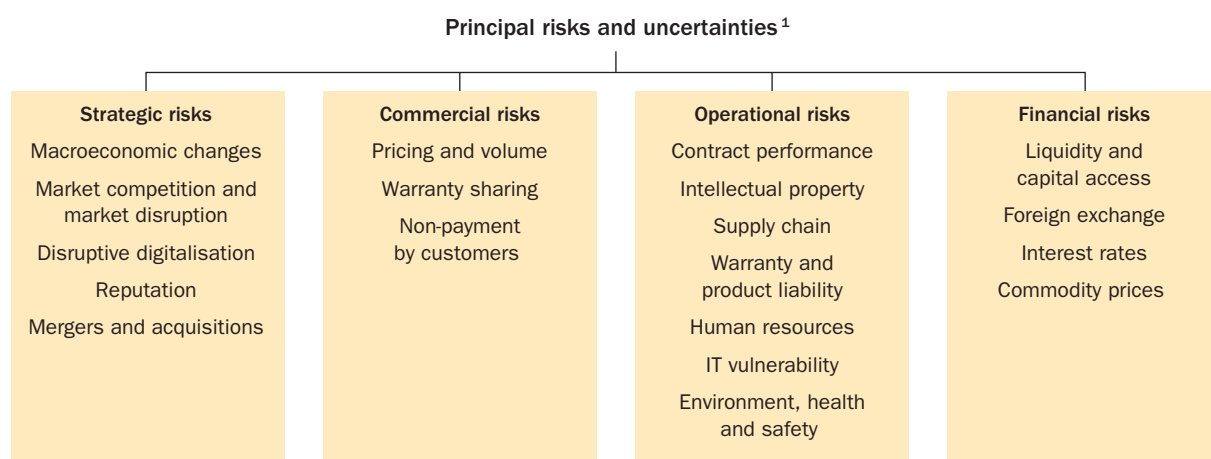 Principal risks and uncertainties 1
Strategic risks
Macroeconomic changes
Market competition and
market disruption
Disruptive digitalisation
Reputation
Mergers and acquisitions
Commercial risks
Pricing and volume
Warranty sharing
Non-payment
by customers
Operational risks
Contract performance
Intellectual property
Supply chain
Warranty and
product liability
Human resources
IT vulnerability
Environment, health
and safety
Financial risks
Liquidity and
capital access
Foreign exchange
Interest rates
Commodity prices